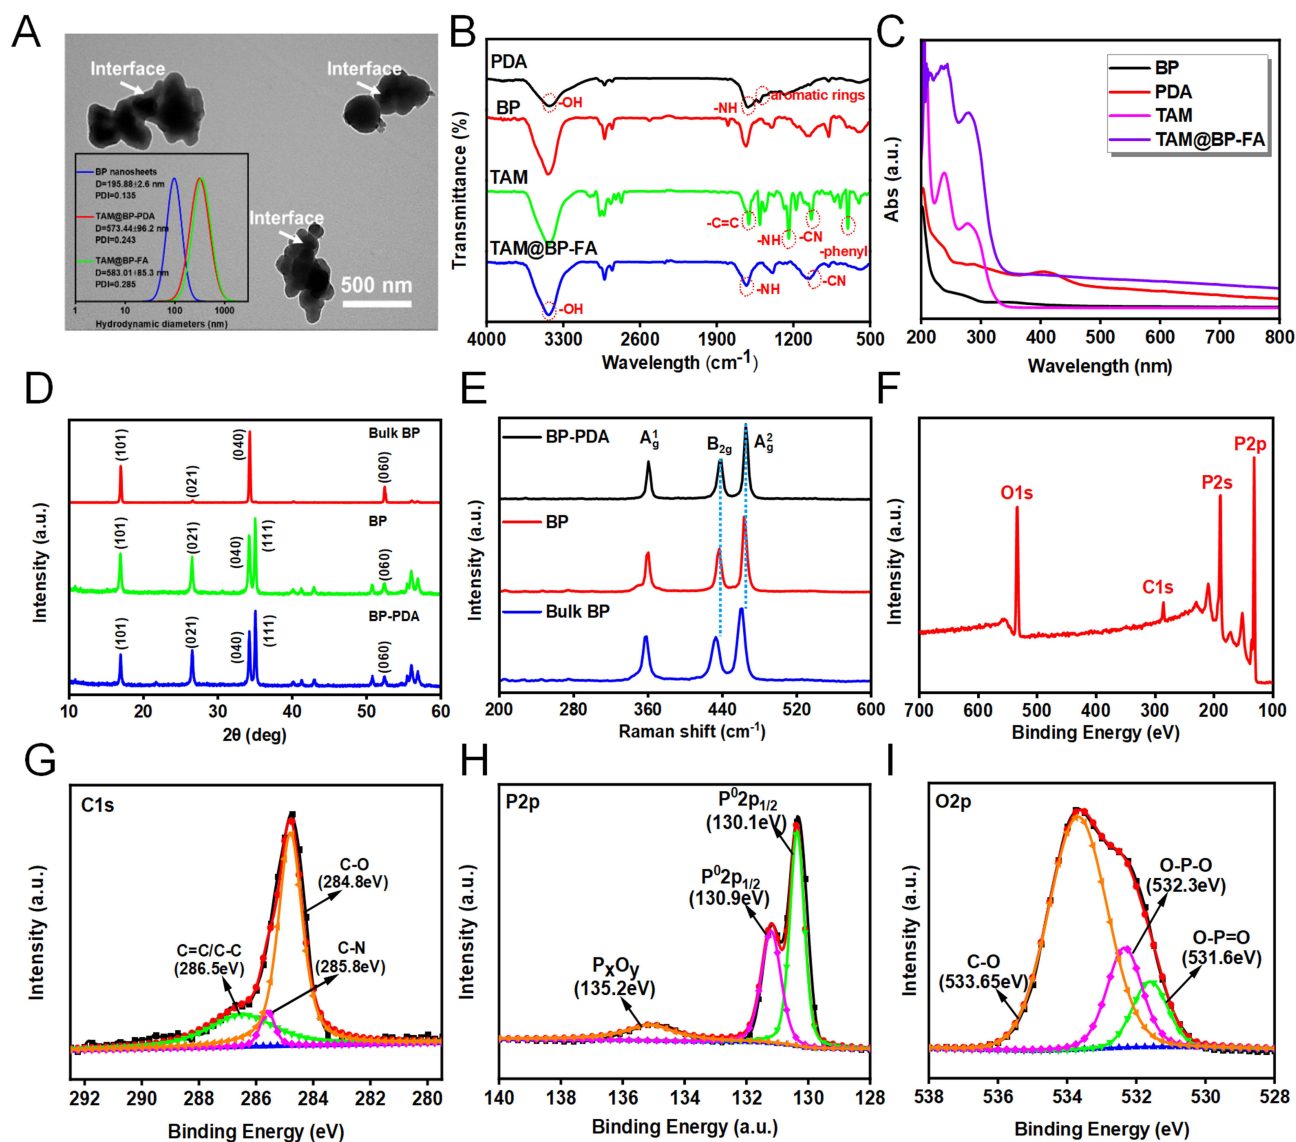 A
Interface
Interface
Interface
BP nanosheets
D=195.88±2.6 nm
PDI=0.135
TAM@BP-PDA
D=573.44±96.2 nm
PDI=0.243
TAM@BP-FA
D=583.01±85.3 nm
PDI=0.285
1 10 100 1000
Hydrodynamic diameters (nm)
500 nm
B
PDA
-OH
-NH
aromatic rings
BP
TAM
-C=C
-NH
-CN
-phenyl
TAM@BP-FA
-OH
-NH
-CN
Transmittance (%)
4000 3300 1600 1200 500
Wavelength (cm-1)
C
BP
PDA
TAM
TAM@BP-FA
Abs (a.u.)
200 300 400 500 600 700 800
Wavelength (nm)
D
Bulk BP
(101)
(021)
(040)
(060)
BP
(101)
(021)
(040)
(111)
(060)
BP-PDA
(101)
(021)
(040)
(111)
(060)
Intensity (a.u.)
10 20 30 40 50 60
2θ (deg)
E
BP-PDA
A1g
B2g
A2g
BP
Bulk BP
Intensity (a.u.)
200 280 360 440 520 600
Raman shift (cm-1)
F
O1s
C1s
P2s
P2p
Intensity (a.u.)
700 600 500 400 300 200 100
Binding Energy (eV)
G
C1s
C-O
(284.8eV)
C=C/C-C
(286.5eV)
C-N
(285.8eV)
Intensity (a.u.)
292 290 288 286 284 282 280
Binding Energy (eV)
H
P2p
P02p1/2
(130.1eV)
P02p1/2
(130.9eV)
PxOy
(135.2eV)
Intensity (a.u.)
140 138 136 134 132 130 128
Binding Energy (a.u.)
I
O2p
O-P-O
(532.3eV)
O-P=O
(531.6eV)
C-O
(533.65eV)
Intensity (a.u.)
538 536 534 532 530 528
Binding Energy (eV)